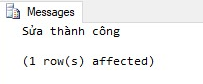 Messages
Sửa thành công
(1 row(s) affected)